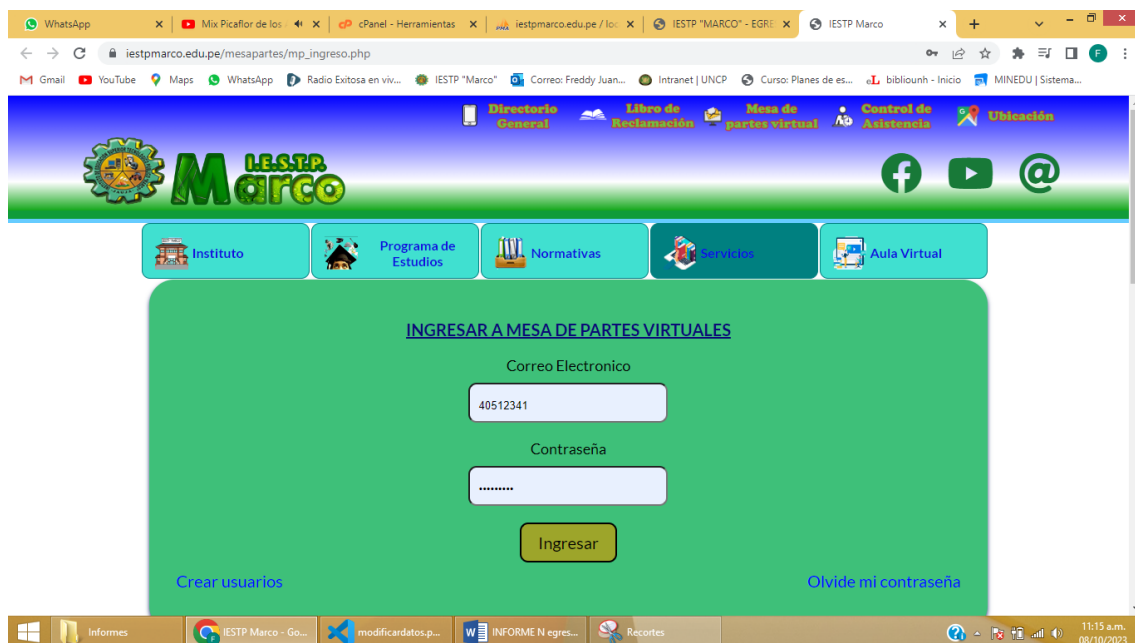 WhatsApp
Mix Picaflor de los
cPanel - Herramientas
iestpmarco.edu.pe / loc
IESTP "MARCO" - EGRE
IESTP Marco
iestpmarco.edu.pe/mesapartes/mp_ingreso.php
F
Gmail
YouTube
Maps
WhatsApp
Radio Exitosa en viv...
IESTP "Marco"
Correo: Freddy Juan...
Intranet | UNCP
Curso: Planes de es...
bibliounh - Inicio
MINEDU | Sistema...
Directorio
General
Libro de
Reclamación
Mesa de
partes virtual
Control de
Asistencia
Ubicación
I.E.S.T.P.
Marco
Instituto
Programa de
Estudios
Normativas
Servicios
Aula Virtual
INGRESAR A MESA DE PARTES VIRTUALES
Correo Electronico
40512341
Contraseña
•••••••••
Ingresar
Crear usuarios
Olvide mi contraseña
Informes
IESTP Marco - Go...
modificardatos.p...
INFORME N egres...
Recortes
11:15 a.m.
08/10/2023